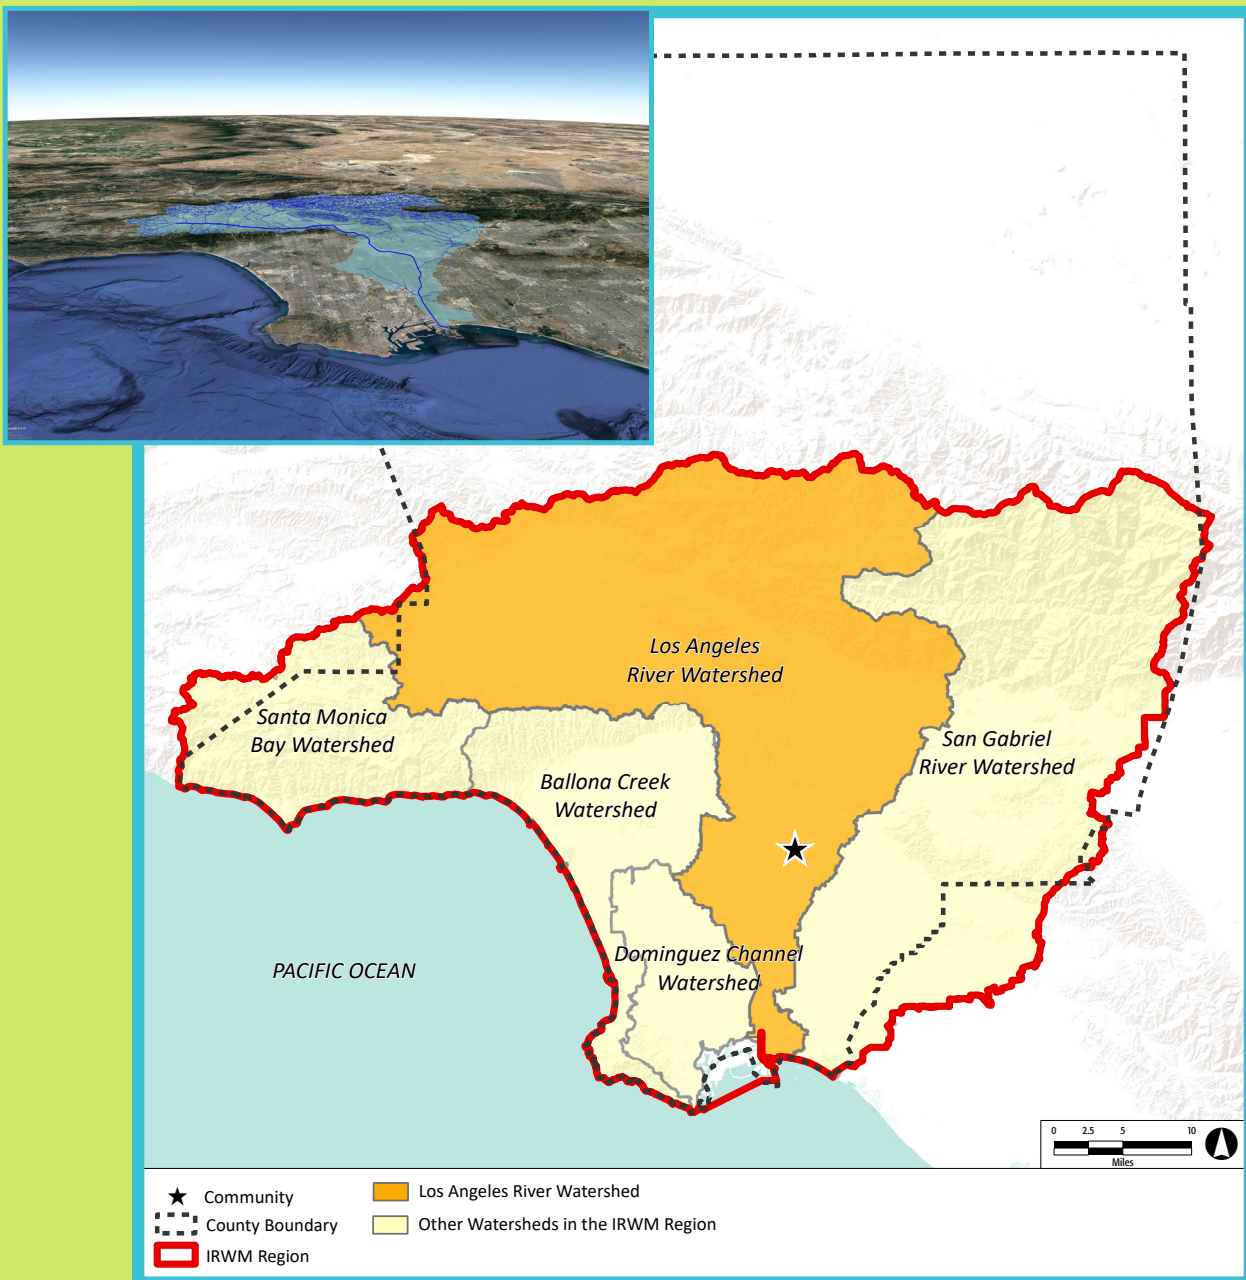 Los Angeles
River Watershed
Santa Monica
Bay Watershed
San Gabriel
River Watershed
Ballona Creek
Watershed
Dominguez Channel
Watershed
PACIFIC OCEAN
0 2.5 5 10
Miles
Community
County Boundary
IRWM Region
Los Angeles River Watershed
Other Watersheds in the IRWM Region